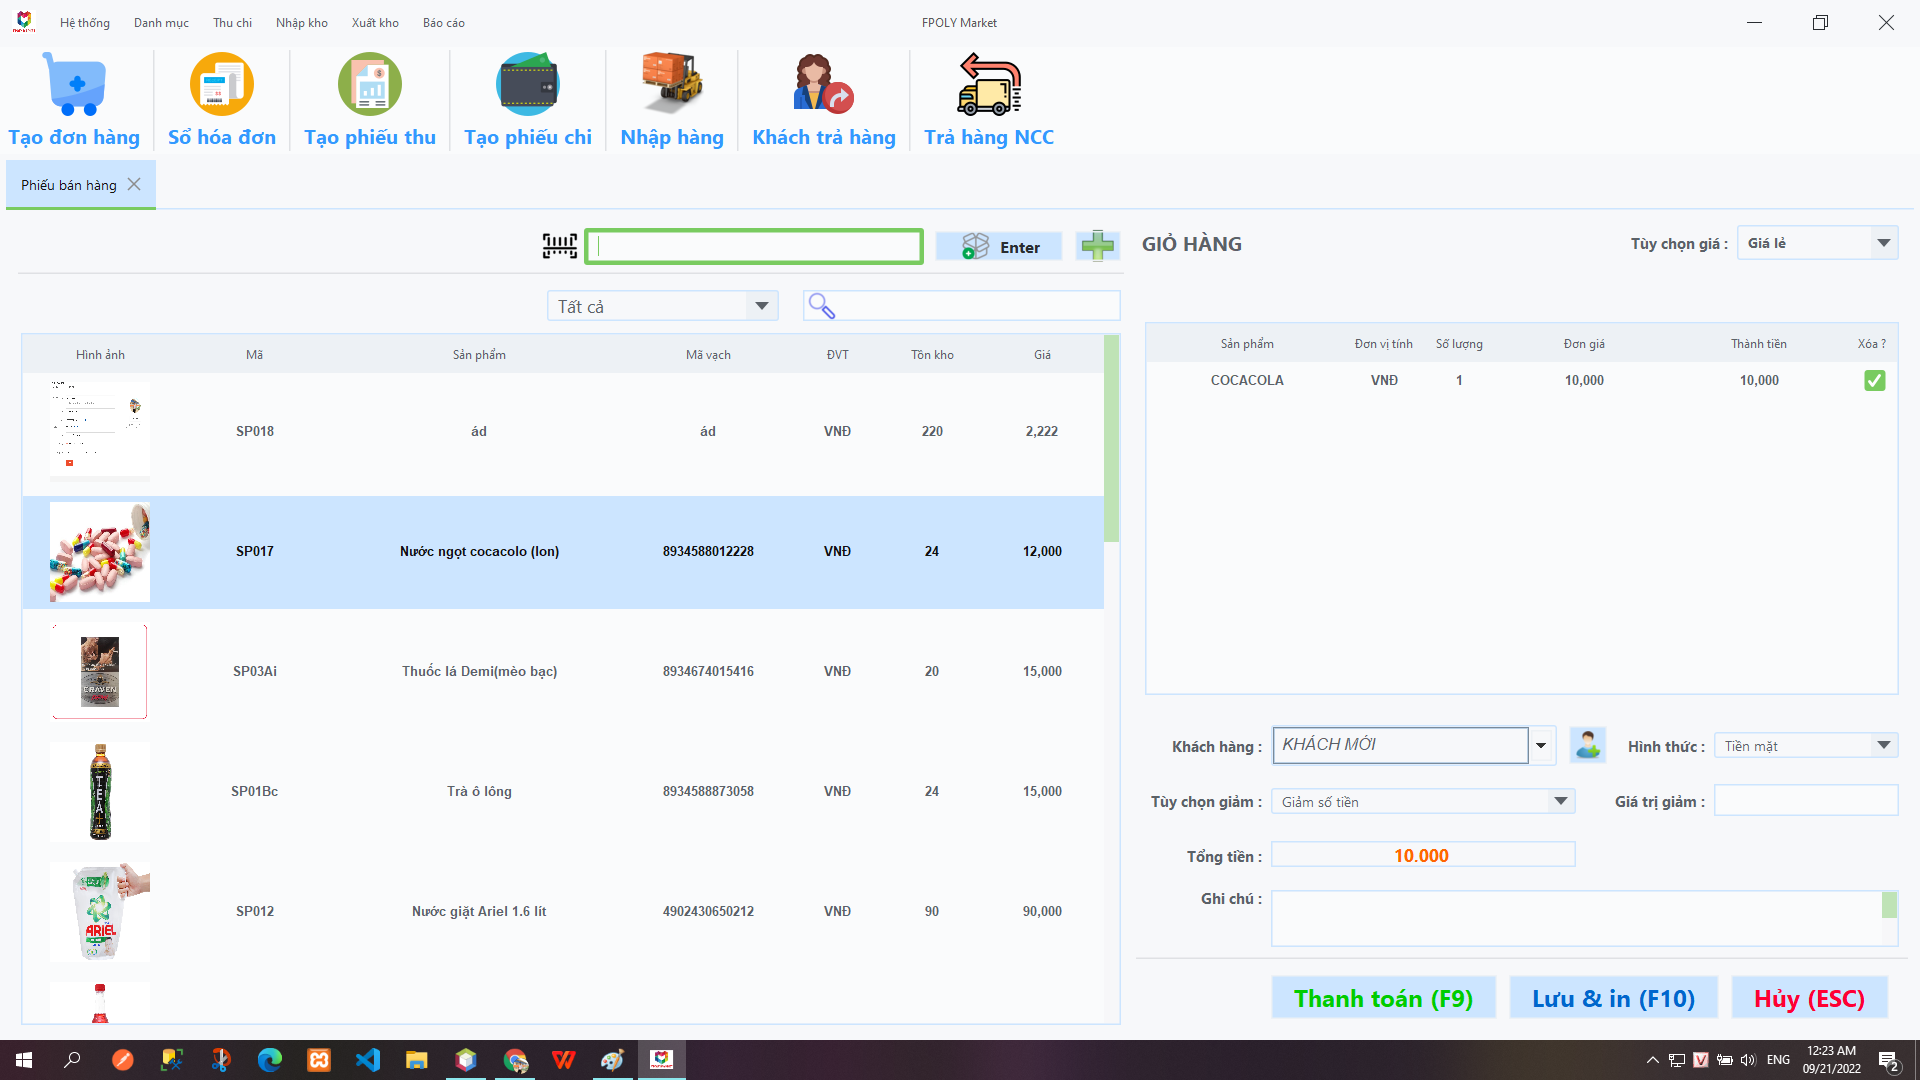 Hệ thống Danh mục Thu chi Nhập kho Xuất kho Báo cáo FPOLY Market
Tạo đơn hàng Sổ hóa đơn Tạo phiếu thu Tạo phiếu chi Nhập hàng Khách trả hàng Trả hàng NCC
Phiếu bán hàng
Enter
GIỎ HÀNG
Tùy chọn giá : Giá lẻ
Tất cả
Hình ảnh Mã Sản phẩm Mã vạch ĐVT Tồn kho Giá
SP018 ád ád VNĐ 220 2,222
SP017 Nước ngọt cocacolo (lon) 8934588012228 VNĐ 24 12,000
CRAVEN
SP03Ai Thuốc lá Demi(mèo bạc) 8934674015416 VNĐ 20 15,000
TEA+
SP01Bc Trà ô lông 8934588873058 VNĐ 24 15,000
ARIEL
SP012 Nước giặt Ariel 1.6 lít 4902430650212 VNĐ 90 90,000
Sản phẩm Đơn vị tính Số lượng Đơn giá Thành tiền Xóa ?
COCACOLA VNĐ 1 10,000 10,000
Khách hàng : KHÁCH MỚI Hình thức : Tiền mặt
Tùy chọn giảm : Giảm số tiền Giá trị giảm :
Tổng tiền : 10.000
Ghi chú :
Thanh toán (F9) Lưu & in (F10) Hủy (ESC)
ENG 12:23 AM
09/21/2022 2